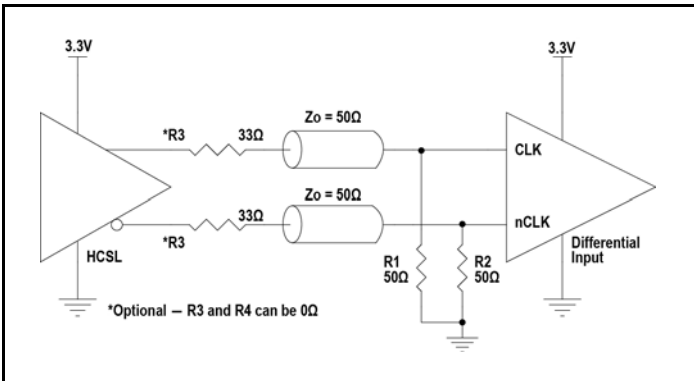 3.3V
3.3V
Zo = 50Ω
*R3
33Ω
CLK
Zo = 50Ω
33Ω
nCLK
*R3
HCSL
R1
50Ω
R2
50Ω
Differential
Input
*Optional — R3 and R4 can be 0Ω